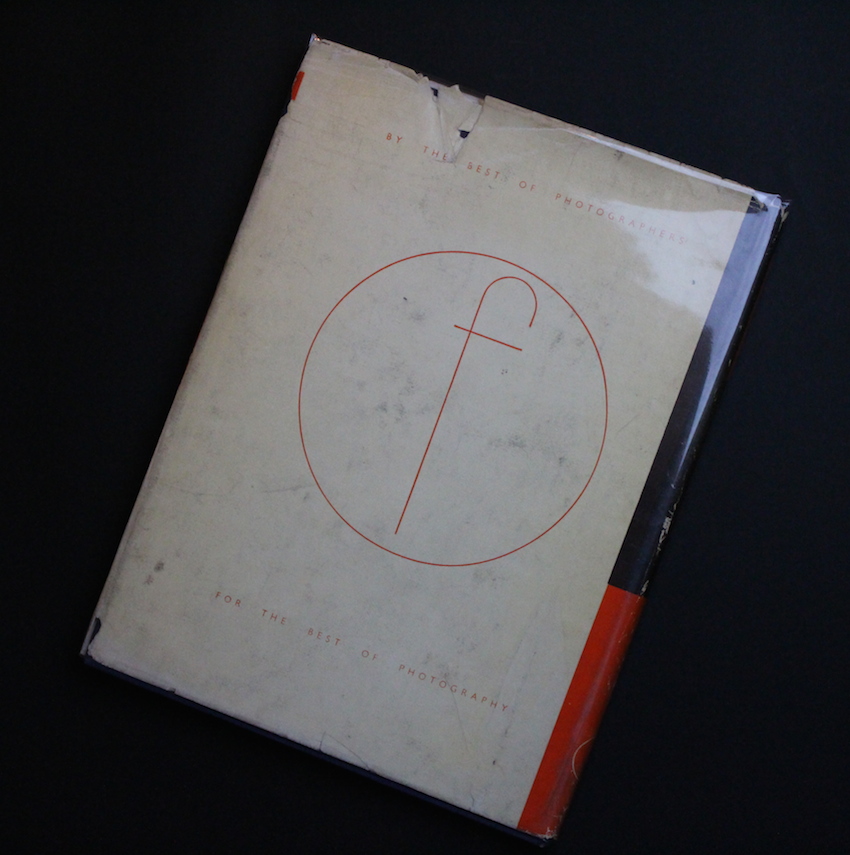 BY THE BEST OF PHOTOGRAPHERS
f
FOR THE BEST OF PHOTOGRAPHY